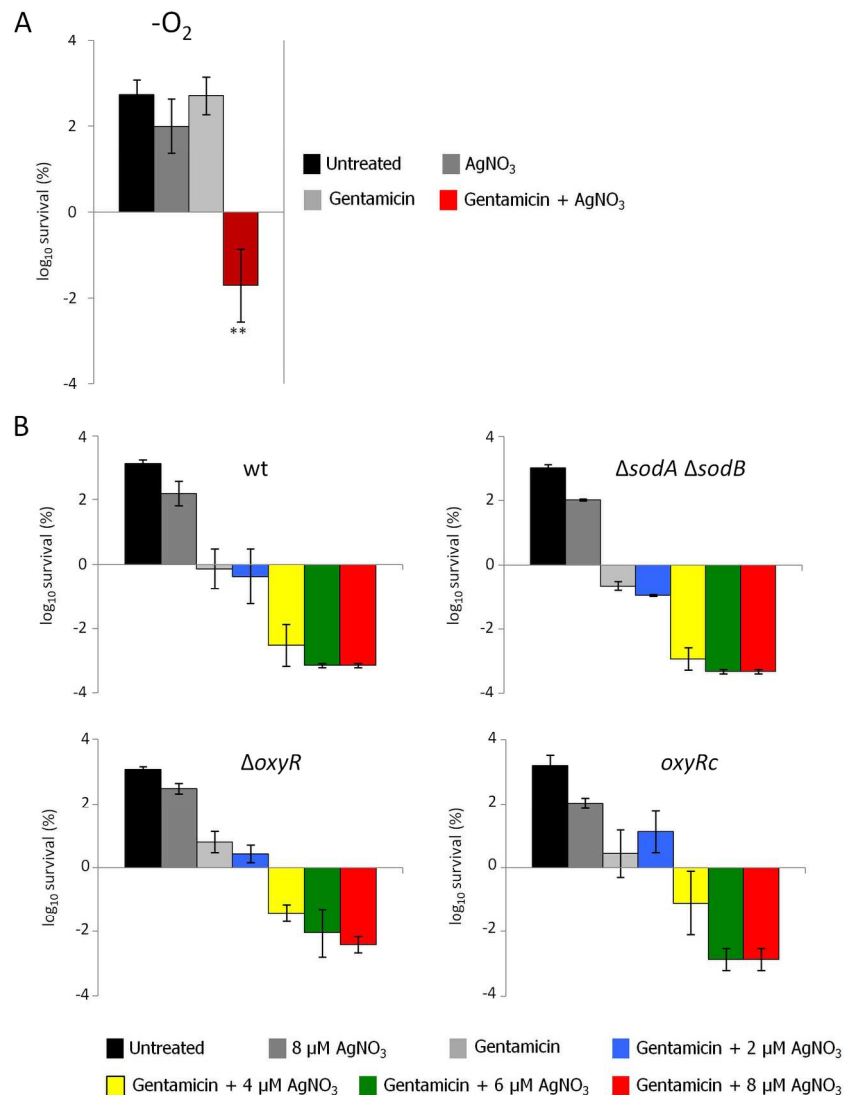 A
-O₂
4
2
0
-2
-4
log₁₀ survival (%)
**
Untreated
AgNO₃
Gentamicin
Gentamicin + AgNO₃
B
4
2
0
-2
-4
log₁₀ survival (%)
wt
4
2
0
-2
-4
log₁₀ survival (%)
ΔsodA ΔsodB
4
2
0
-2
-4
log₁₀ survival (%)
ΔoxyR
4
2
0
-2
-4
log₁₀ survival (%)
oxyRc
Untreated
8 µM AgNO₃
Gentamicin
Gentamicin + 2 µM AgNO₃
Gentamicin + 4 µM AgNO₃
Gentamicin + 6 µM AgNO₃
Gentamicin + 8 µM AgNO₃